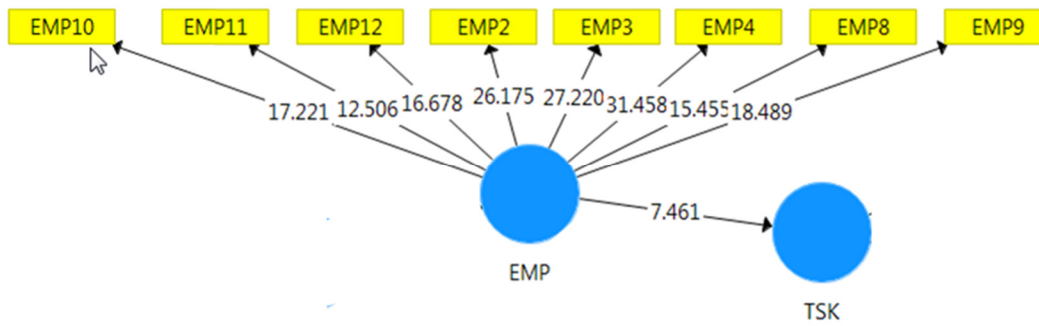 EMP10 EMP11 EMP12 EMP2 EMP3 EMP4 EMP8 EMP9
17.221 12.506 16.678 26.175 27.220 31.458 15.455 18.489
7.461
EMP
TSK